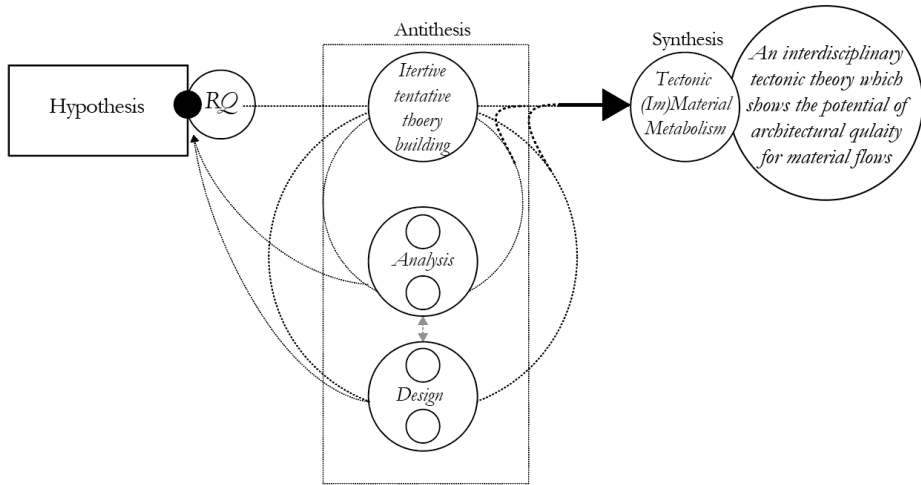 Antithesis
Synthesis
Hypothesis
RQ
Itertive
tentative
thoery
building
Tectonic
(Im)Material
Metabolism
An interdisciplinary
tectonic theory which
shows the potential of
architectural qulaity
for material flows
Analysis
Design